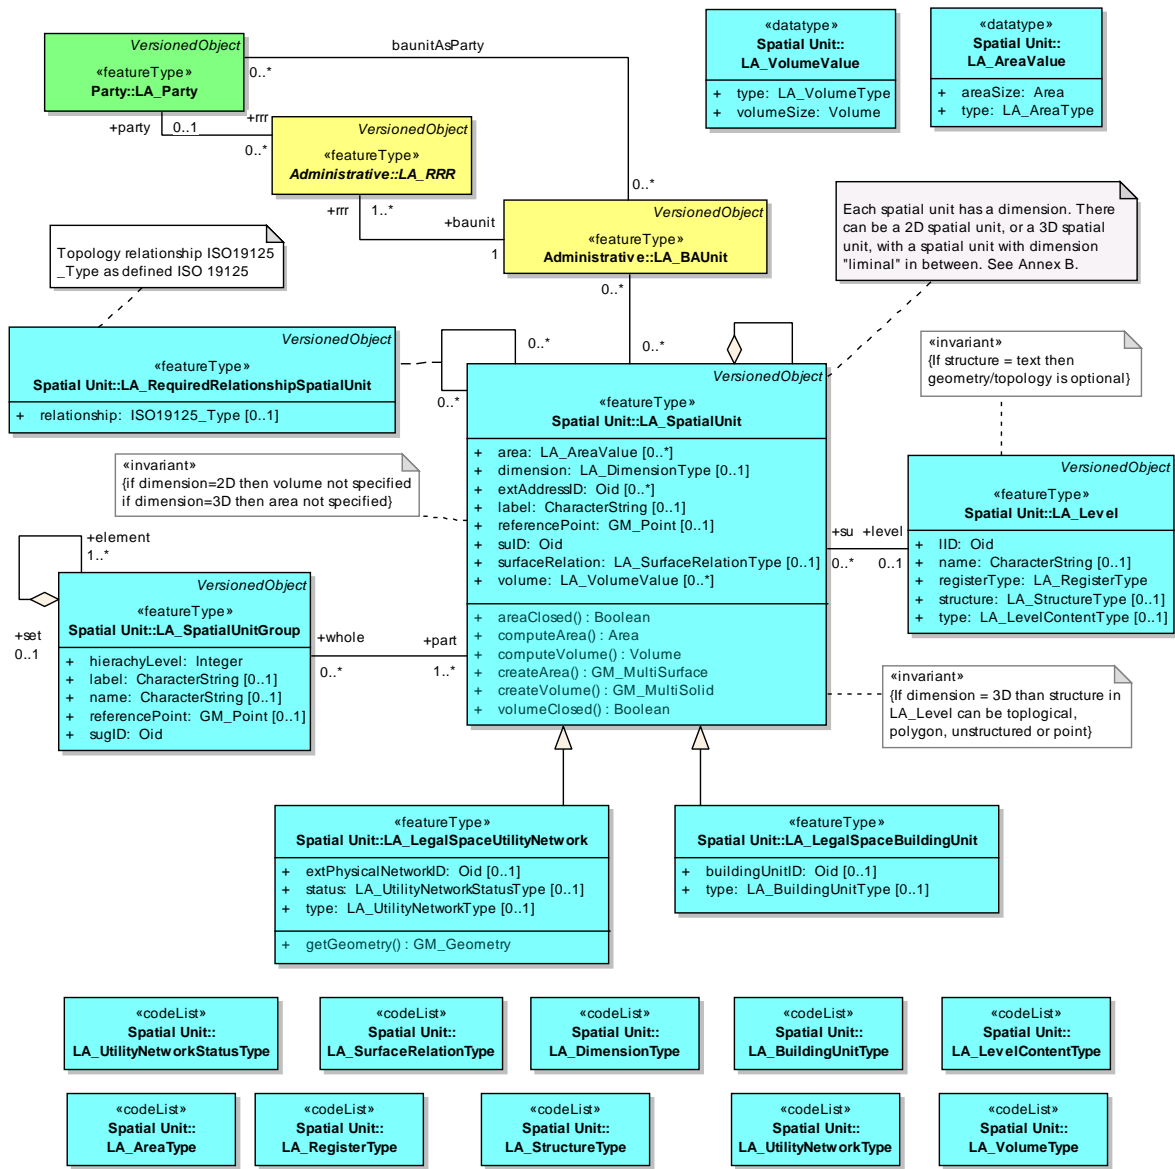 VersionedObject
«featureType»
Party::LA_Party
baunitAsParty
0..*
0..*
+party
0..1
+rrr
0..*
VersionedObject
«featureType»
Administrative::LA_RRR
+rrr
1..*
+baunit
1
VersionedObject
«featureType»
Administrative::LA_BAUnit
0..*
0..*
«datatype»
Spatial Unit::
LA_VolumeValue
+ type: LA_VolumeType
+ volumeSize: Volume
«datatype»
Spatial Unit::
LA_AreaValue
+ areaSize: Area
+ type: LA_AreaType
Each spatial unit has a dimension. There
can be a 2D spatial unit, or a 3D spatial
unit, with a spatial unit with dimension
"liminal" in between. See Annex B.
Topology relationship ISO19125
_Type as defined ISO 19125
VersionedObject
«featureType»
Spatial Unit::LA_RequiredRelationshipSpatialUnit
+ relationship: ISO19125_Type [0..1]
0..*
0..*
VersionedObject
«featureType»
Spatial Unit::LA_SpatialUnit
+ area: LA_AreaValue [0..*]
+ dimension: LA_DimensionType [0..1]
+ extAddressID: Oid [0..*]
+ label: CharacterString [0..1]
+ referencePoint: GM_Point [0..1]
+ suID: Oid
+ surfaceRelation: LA_SurfaceRelationType [0..1]
+ volume: LA_VolumeValue [0..*]
+ areaClosed() : Boolean
+ computeArea() : Area
+ computeVolume() : Volume
+ createArea() : GM_MultiSurface
+ createVolume() : GM_MultiSolid
+ volumeClosed() : Boolean
«invariant»
{If structure = text then
geometry/topology is optional}
«invariant»
{if dimension=2D then volume not specified
if dimension=3D then area not specified}
+su
0..*
+level
0..1
VersionedObject
«featureType»
Spatial Unit::LA_Level
+ lID: Oid
+ name: CharacterString [0..1]
+ registerType: LA_RegisterType
+ structure: LA_StructureType [0..1]
+ type: LA_LevelContentType [0..1]
+element
1..*
+set
0..1
VersionedObject
«featureType»
Spatial Unit::LA_SpatialUnitGroup
+ hierachyLevel: Integer
+ label: CharacterString [0..1]
+ name: CharacterString [0..1]
+ referencePoint: GM_Point [0..1]
+ sugID: Oid
+whole
0..*
+part
1..*
«invariant»
{If dimension = 3D than structure in
LA_Level can be toplogical,
polygon, unstructured or point}
«featureType»
Spatial Unit::LA_LegalSpaceUtilityNetwork
+ extPhysicalNetworkID: Oid [0..1]
+ status: LA_UtilityNetworkStatusType [0..1]
+ type: LA_UtilityNetworkType [0..1]
+ getGeometry() : GM_Geometry
«featureType»
Spatial Unit::LA_LegalSpaceBuildingUnit
+ buildingUnitID: Oid [0..1]
+ type: LA_BuildingUnitType [0..1]
«codeList»
Spatial Unit::
LA_UtilityNetworkStatusType
«codeList»
Spatial Unit::
LA_SurfaceRelationType
«codeList»
Spatial Unit::
LA_DimensionType
«codeList»
Spatial Unit::
LA_BuildingUnitType
«codeList»
Spatial Unit::
LA_LevelContentType
«codeList»
Spatial Unit::
LA_AreaType
«codeList»
Spatial Unit::
LA_RegisterType
«codeList»
Spatial Unit::
LA_StructureType
«codeList»
Spatial Unit::
LA_UtilityNetworkType
«codeList»
Spatial Unit::
LA_VolumeType